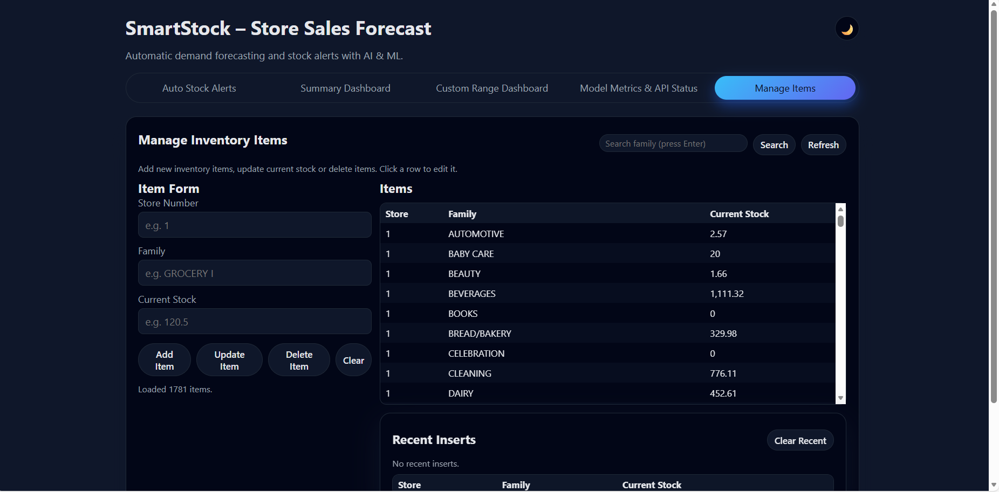 SmartStock – Store Sales Forecast
Automatic demand forecasting and stock alerts with AI & ML.
Auto Stock Alerts Summary Dashboard Custom Range Dashboard Model Metrics & API Status Manage Items
Manage Inventory Items
Search family (press Enter) Search Refresh
Add new inventory items, update current stock or delete items. Click a row to edit it.
Item Form
Store Number
e.g. 1
Family
e.g. GROCERY I
Current Stock
e.g. 120.5
Add Item
Update Item
Delete Item
Clear
Loaded 1781 items.
Items
Store Family Current Stock
1 AUTOMOTIVE 2.57
1 BABY CARE 20
1 BEAUTY 1.66
1 BEVERAGES 1,111.32
1 BOOKS 0
1 BREAD/BAKERY 329.98
1 CELEBRATION 0
1 CLEANING 776.11
1 DAIRY 452.61
Recent Inserts
Clear Recent
No recent inserts.
Store Family Current Stock